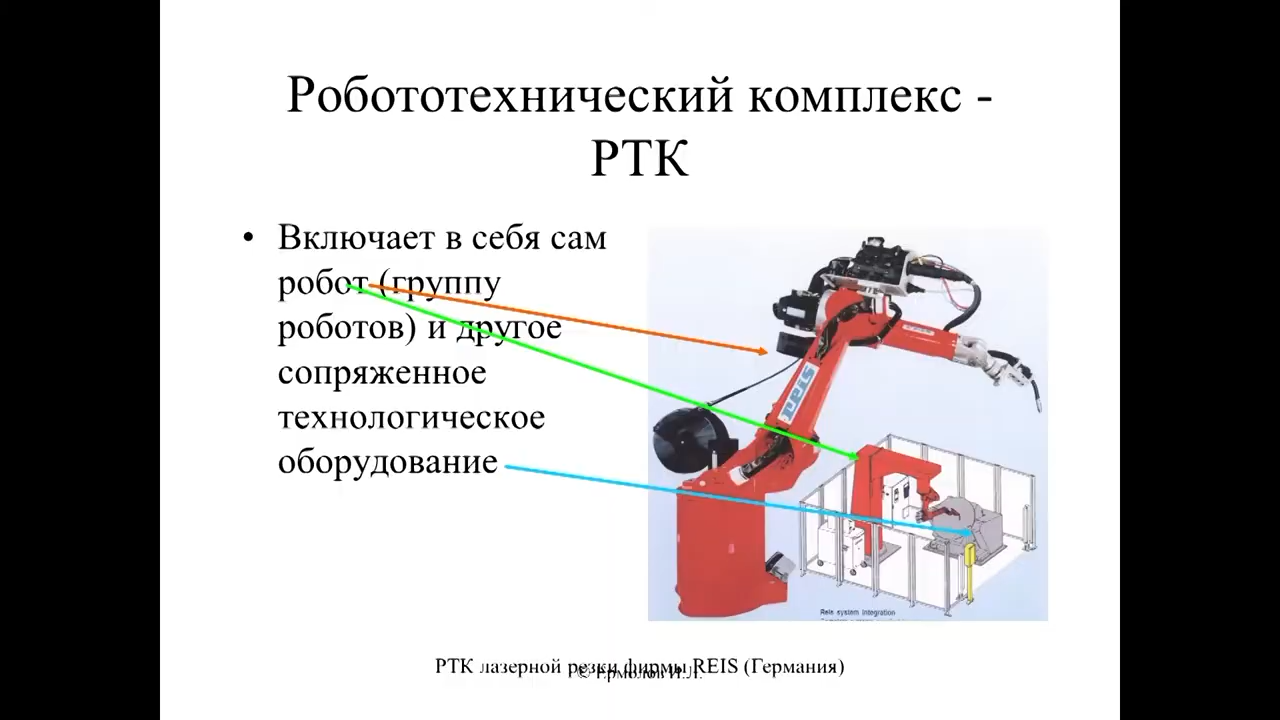 Робототехнический комплекс -
РТК
• Включает в себя сам
робот (группу
роботов) и другое
сопряженное
технологическое
оборудование
reis
Reis system integration
РТК лазерной резки фирмы REIS (Германия)
© Ермолов И.Л.